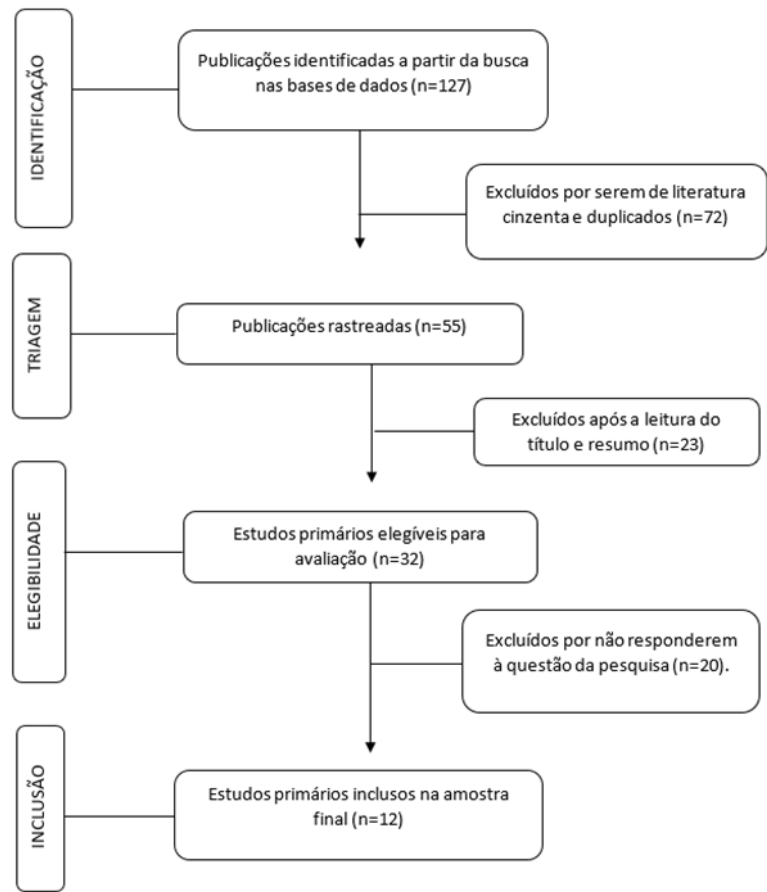 IDENTIFICAÇÃO
Publicações identificadas a partir da busca
nas bases de dados (n=127)
Excluídos por serem de literatura
cinzenta e duplicados (n=72)
TRIAGEM
Publicações rastreadas (n=55)
Excluídos após a leitura do
título e resumo (n=23)
ELEGIBILIDADE
Estudos primários elegíveis para
avaliação (n=32)
Excluídos por não responderem
à questão da pesquisa (n=20).
INCLUSÃO
Estudos primários inclusos na amostra
final (n=12)